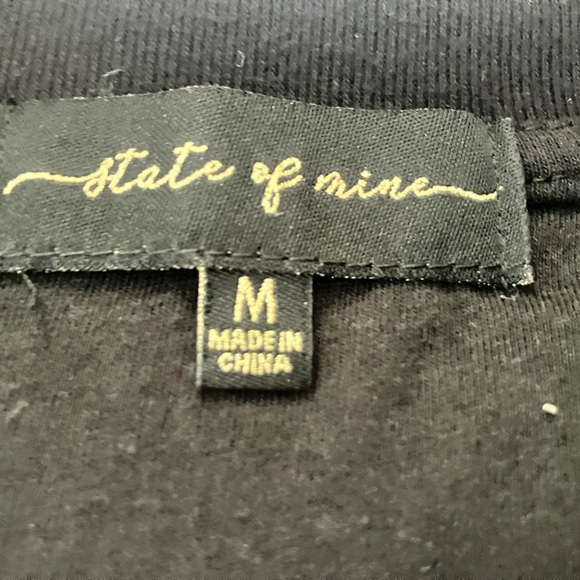 state of mine
M
MADE IN
CHINA